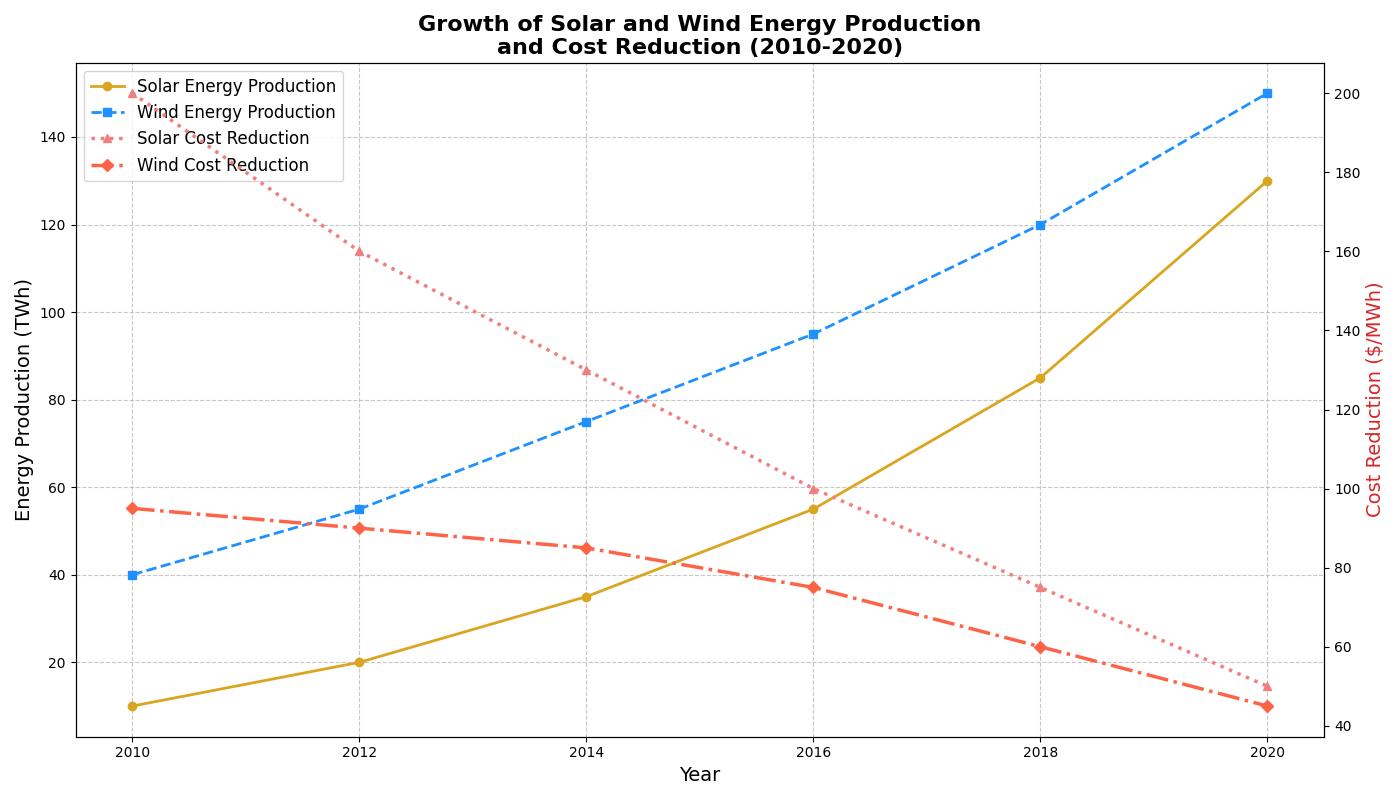 Growth of Solar and Wind Energy Production
and Cost Reduction (2010-2020)
Solar Energy Production
Wind Energy Production
Solar Cost Reduction
Wind Cost Reduction
Energy Production (TWh)
140
120
100
80
60
40
20
200
180
160
140
120
100
80
60
40
Cost Reduction ($/MWh)
2010 2012 2014 2016 2018 2020
Year